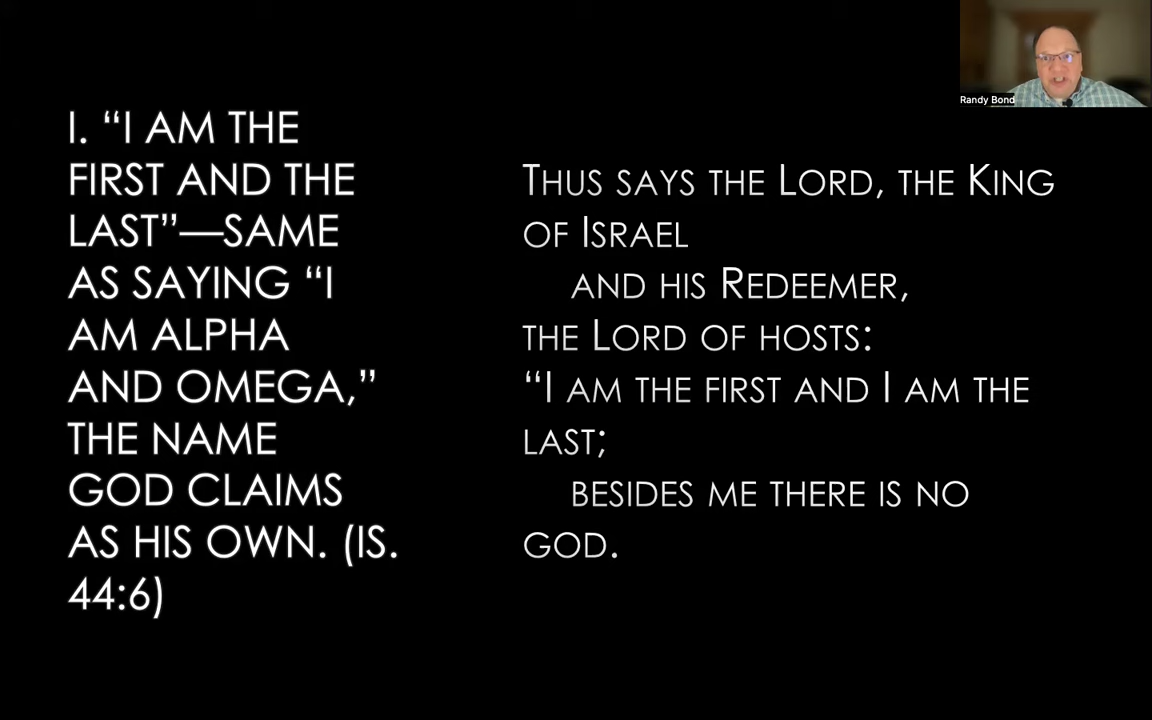 I. “I AM THE
FIRST AND THE
LAST”—SAME
AS SAYING “I
AM ALPHA
AND OMEGA,”
THE NAME
GOD CLAIMS
AS HIS OWN. (IS.
44:6)
THUS SAYS THE LORD, THE KING
OF ISRAEL
AND HIS REDEEMER,
THE LORD OF HOSTS:
“I AM THE FIRST AND I AM THE
LAST;
BESIDES ME THERE IS NO
GOD.
Randy Bond